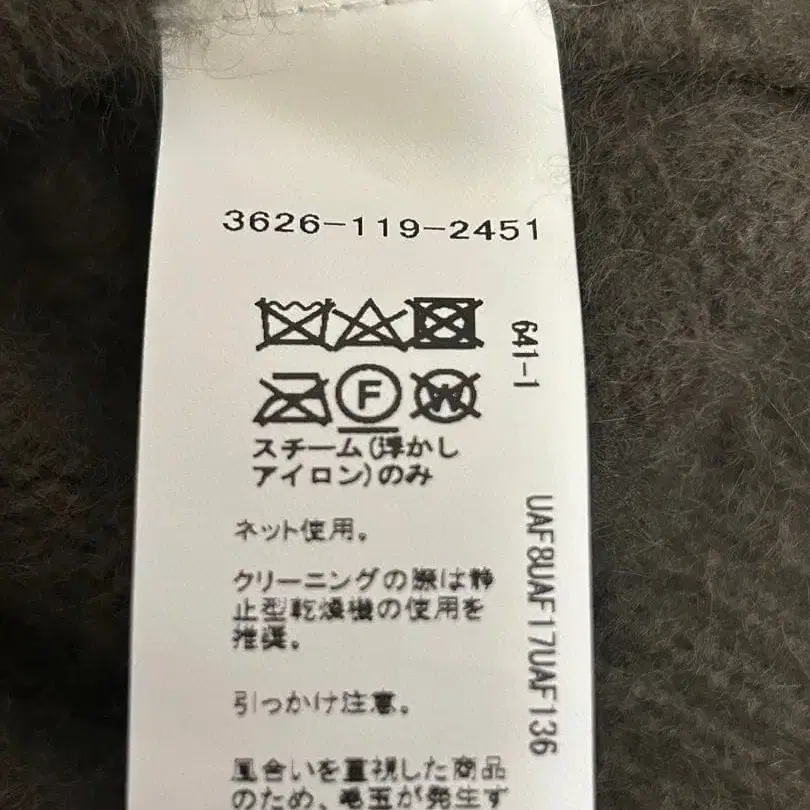 3626-119-2451
F
W
スチーム(浮かし
アイロン)のみ
ネット使用。
クリーニングの際は静
止型乾燥機の使用を
推奨。
引っかけ注意。
風合いを重視した商品
のため、毛玉が発生す
641-1
UAF8UAF17UAF136